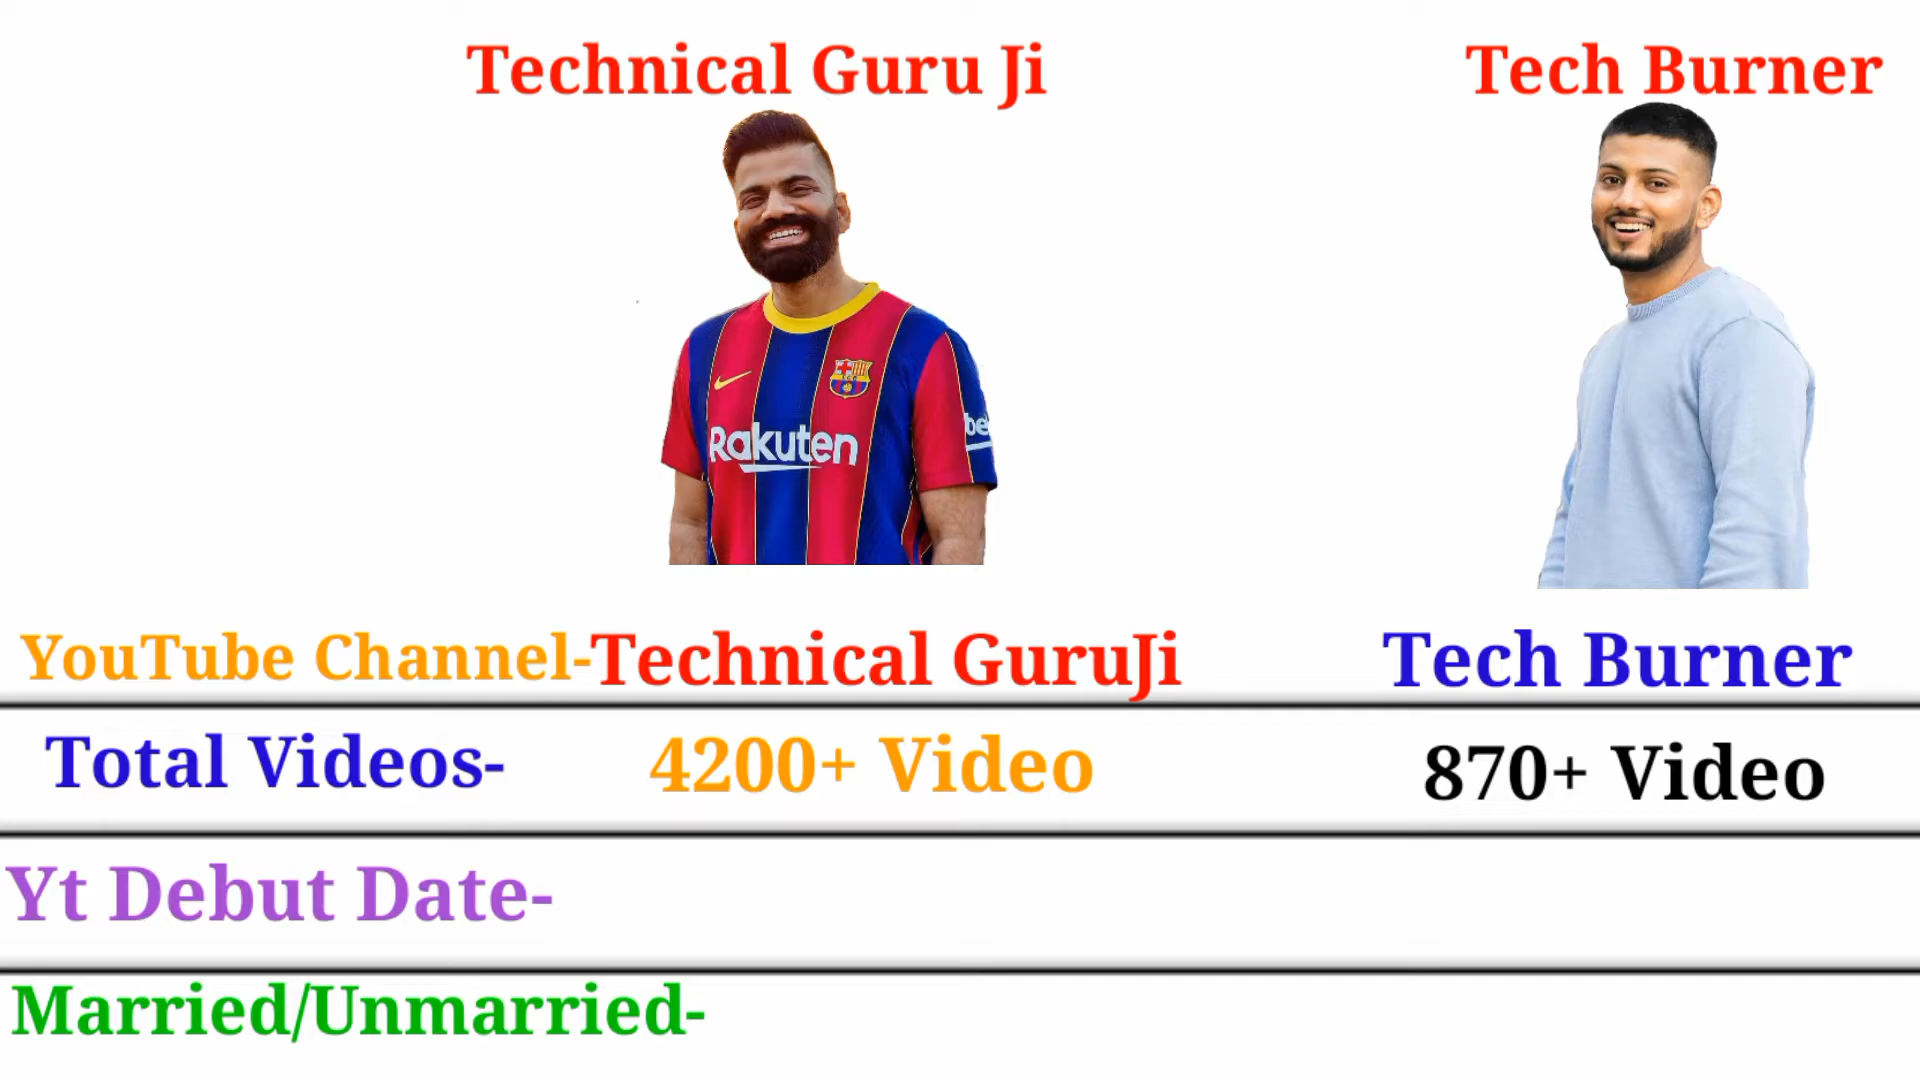 Technical Guru Ji
Tech Burner
Rakuten
be
YouTube Channel-
Technical GuruJi
Tech Burner
Total Videos-
4200+ Video
870+ Video
Yt Debut Date-
Married/Unmarried-